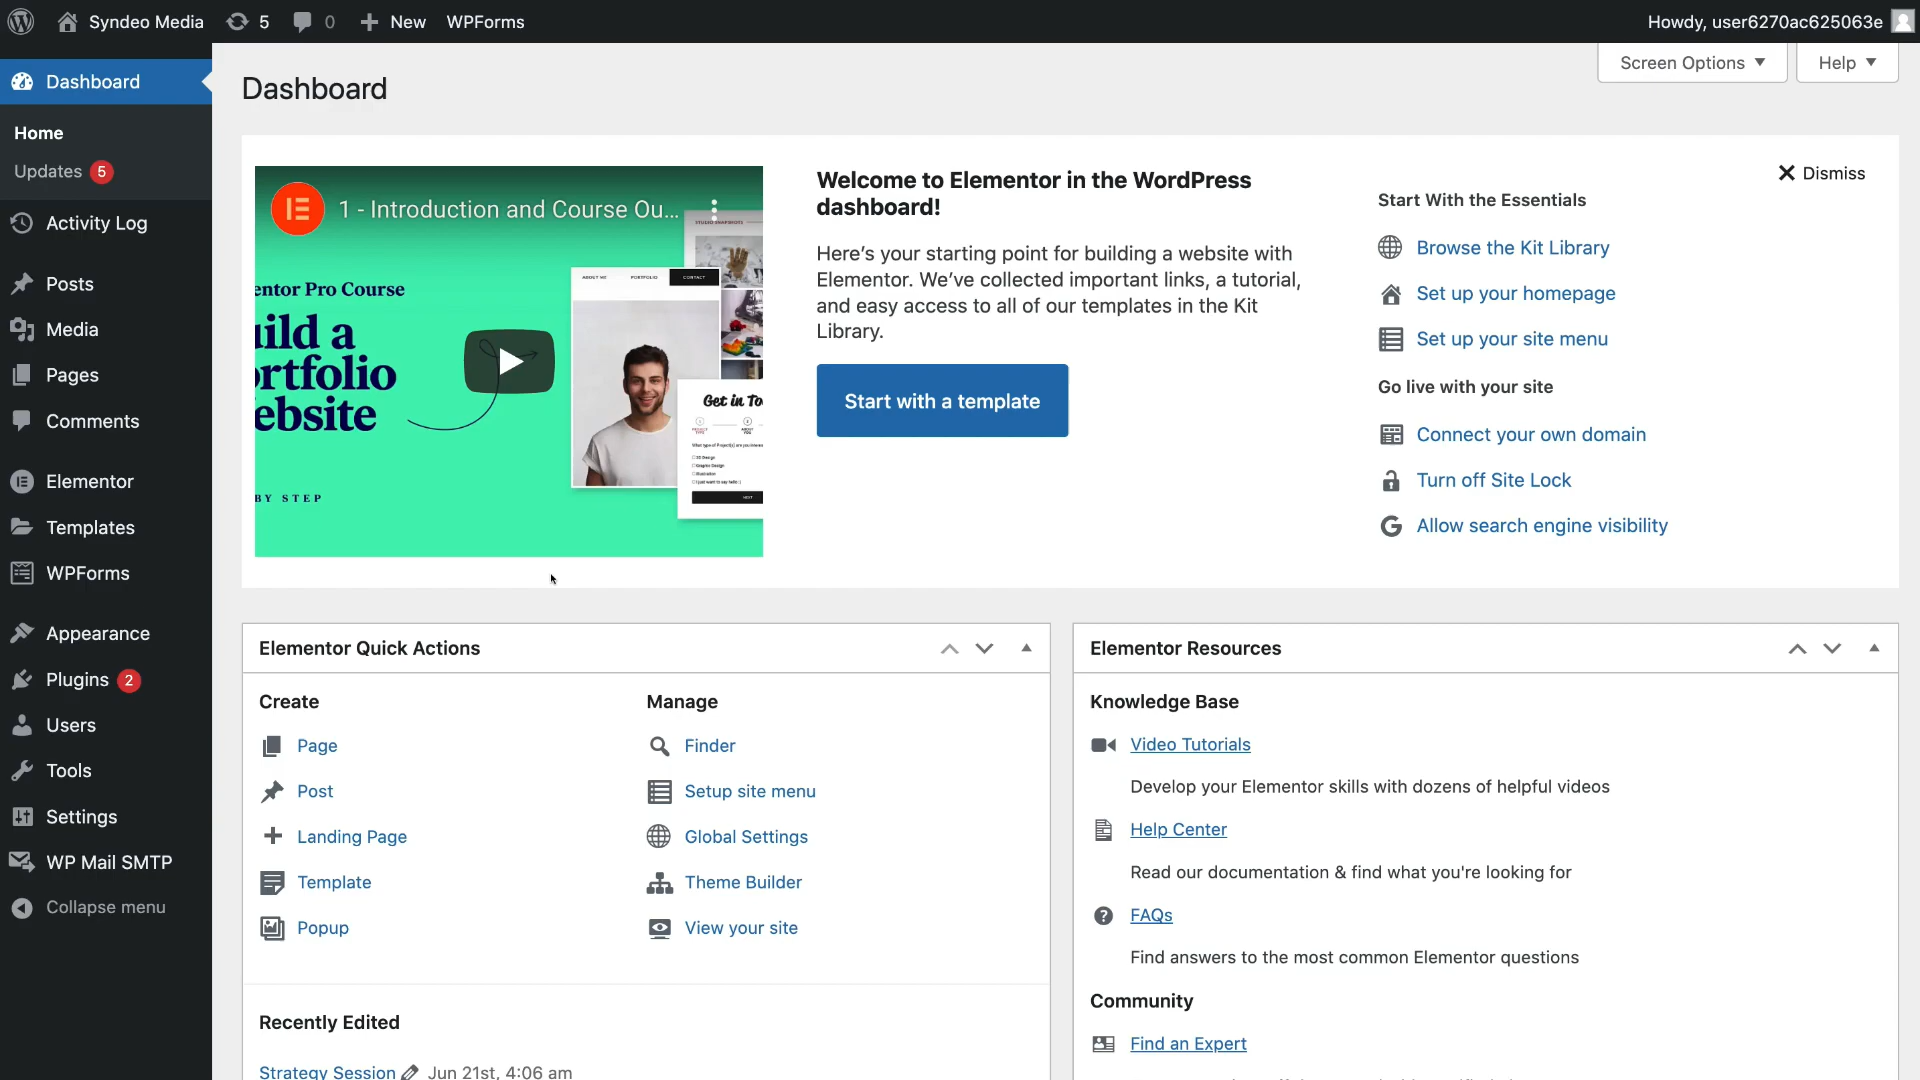 Syndeo Media
5
0
New
WPForms
Howdy, user6270ac625063e
Dashboard
Home
Updates 5
Activity Log
Posts
Media
Pages
Comments
Elementor
Templates
WPForms
Appearance
Plugins 2
Users
Tools
Settings
WP Mail SMTP
Collapse menu
Screen Options
Help
Dashboard
1 - Introduction and Course Ou...
entor Pro Course
uild a
ortfolio
ebsite
BY STEP
ABOUT ME
PORTFOLIO
CONTACT
STUDIO SNAPSHOTS
Get in To
NEXT
Welcome to Elementor in the WordPress
dashboard!
Here's your starting point for building a website with
Elementor. We've collected important links, a tutorial,
and easy access to all of our templates in the Kit
Library.
Start with a template
Dismiss
Start With the Essentials
Browse the Kit Library
Set up your homepage
Set up your site menu
Go live with your site
Connect your own domain
Turn off Site Lock
Allow search engine visibility
Elementor Quick Actions
Create
Page
Post
Landing Page
Template
Popup
Manage
Finder
Setup site menu
Global Settings
Theme Builder
View your site
Recently Edited
Strategy Session Jun 21st, 4:06 am
Elementor Resources
Knowledge Base
Video Tutorials
Develop your Elementor skills with dozens of helpful videos
Help Center
Read our documentation & find what you're looking for
FAQs
Find answers to the most common Elementor questions
Community
Find an Expert